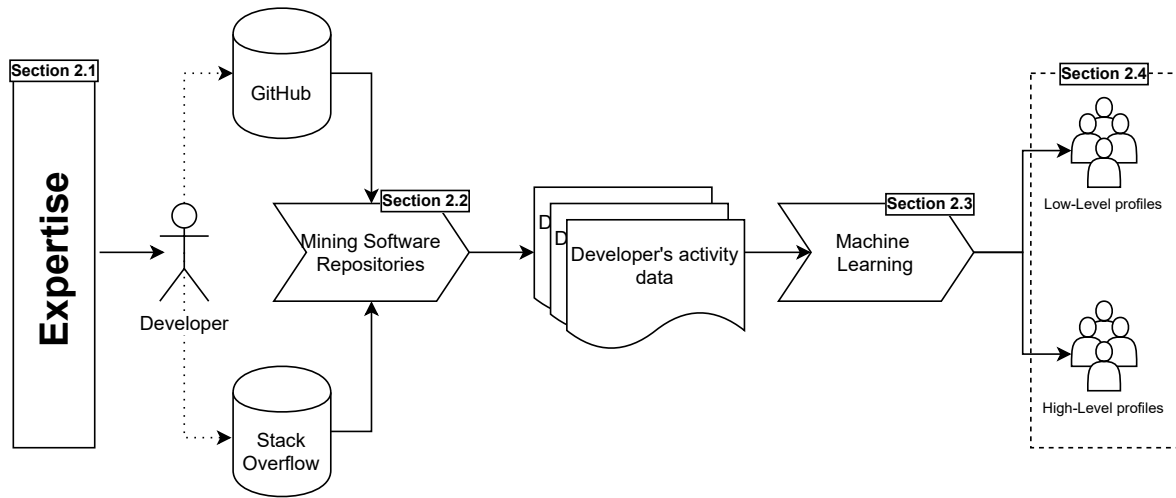 Section 2.1
Expertise
Developer
GitHub
Stack
Overflow
Section 2.2
Mining Software
Repositories
D
D
Developer's activity
data
Section 2.3
Machine
Learning
Section 2.4
Low-Level profiles
High-Level profiles